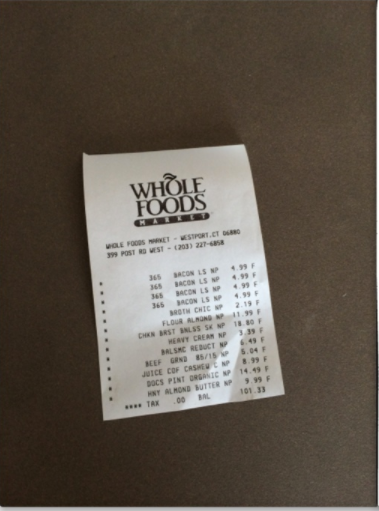 WHOLE
FOODS
MARKET
WHOLE FOODS MARKET - WESTPORT,CT 06880
399 POST RD WEST - (203) 227-6858
* 365 BACON LS NP 4.99 F
* 365 BACON LS NP 4.99 F
* 365 BACON LS NP 4.99 F
* 365 BACON LS NP 4.99 F
* BROTH CHIC NP 2.19 F
* FLOUR ALMOND NP 11.99 F
* CHKN BRST BNLSS SK NP 18.80 F
* HEAVY CREAM NP 3.39 F
* BALSMC REDUCT NP 6.49 F
* BEEF GRND 85/15 NP 5.04 F
* JUICE COF CASHEW C NP 8.99 F
* DOCS PINT ORGANIC NP 14.49 F
* HNY ALMOND BUTTER NP 9.99 F
**** TAX .00 BAL 101.33